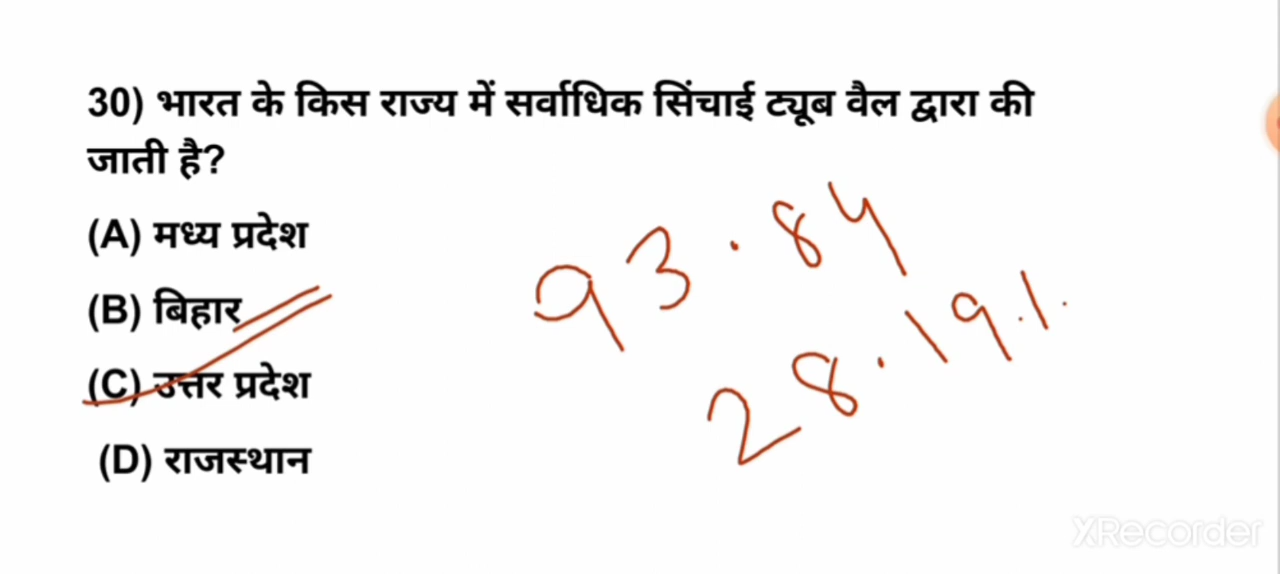 30) भारत के किस राज्य में सर्वाधिक सिंचाई ट्यूब वैल द्वारा की
जाती है?
(A) मध्य प्रदेश
(B) बिहार
(C) उत्तर प्रदेश
(D) राजस्थान
93.84
28.19%
XRecorder